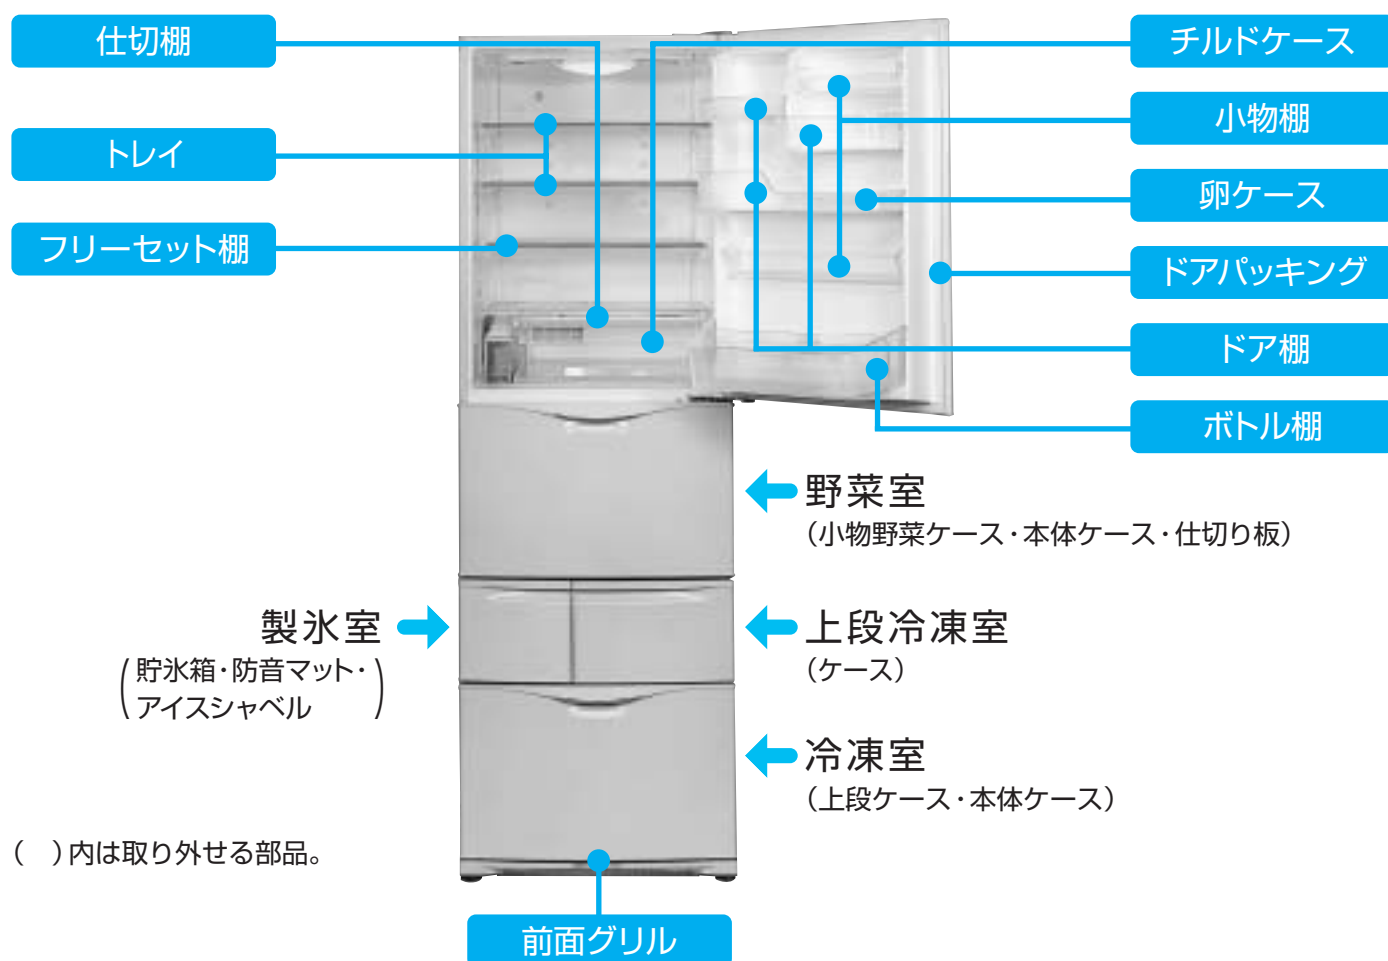 仕切棚
トレイ
フリーセット棚
チルドケース
小物棚
卵ケース
ドアパッキング
ドア棚
ボトル棚
野菜室
（小物野菜ケース・本体ケース・仕切り板）
製氷室
（貯氷箱・防音マット・
アイスシャベル）
上段冷凍室
（ケース）
冷凍室
（上段ケース・本体ケース）
（　）内は取り外せる部品。
前面グリル